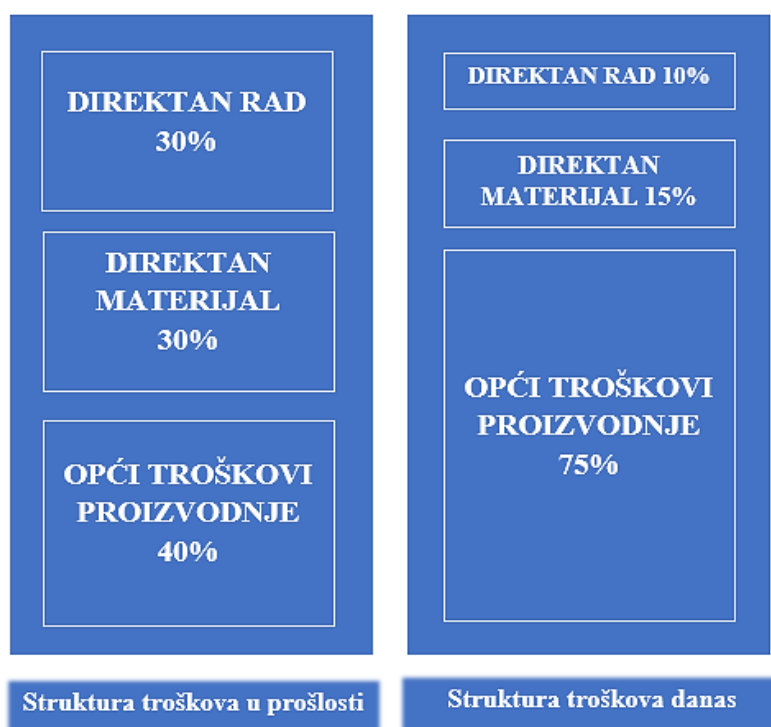 DIREKTAN RAD
30%
DIREKTAN
MATERIJAL
30%
OPĆI TROŠKOVI
PROIZVODNJE
40%
Struktura troškova u prošlosti
DIREKTAN RAD 10%
DIREKTAN
MATERIJAL 15%
OPĆI TROŠKOVI
PROIZVODNJE
75%
Struktura troškova danas